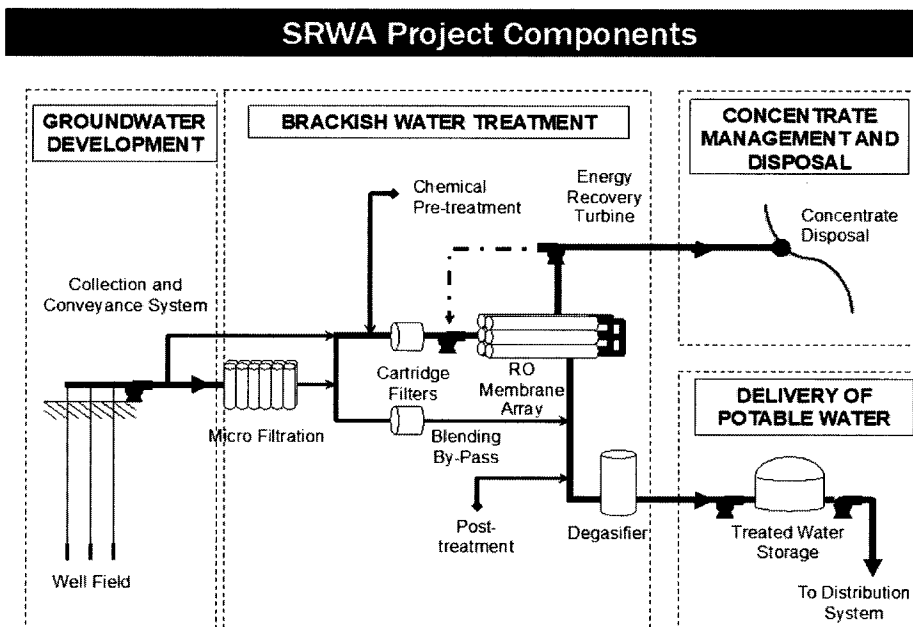 SRWA Project Components
GROUNDWATER
DEVELOPMENT
BRACKISH WATER TREATMENT
CONCENTRATE
MANAGEMENT AND
DISPOSAL
Chemical
Pre-treatment
Energy
Recovery
Turbine
Concentrate
Disposal
Collection and
Conveyance System
Cartridge
Filters
RO
Membrane
Array
Micro Filtration
Blending
By-Pass
DELIVERY OF
POTABLE WATER
Post-
treatment
Degasifier
Treated Water
Storage
Well Field
To Distribution
System